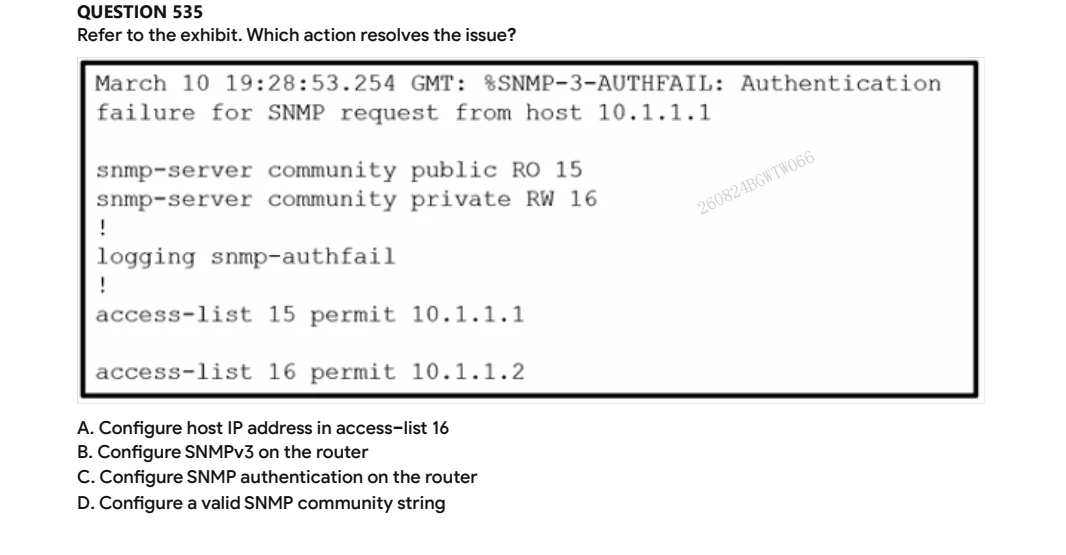 QUESTION 535
Refer to the exhibit. Which action resolves the issue?
March 10 19:28:53.254 GMT: %SNMP-3-AUTHFAIL: Authentication
failure for SNMP request from host 10.1.1.1
snmp-server community public RO 15
260824BGWTW066
snmp-server community private RW 16
!
logging snmp-authfail
!
access-list 15 permit 10.1.1.1
access-list 16 permit 10.1.1.2
A. Configure host IP address in access-list 16
B. Configure SNMPv3 on the router
C. Configure SNMP authentication on the router
D. Configure a valid SNMP community string